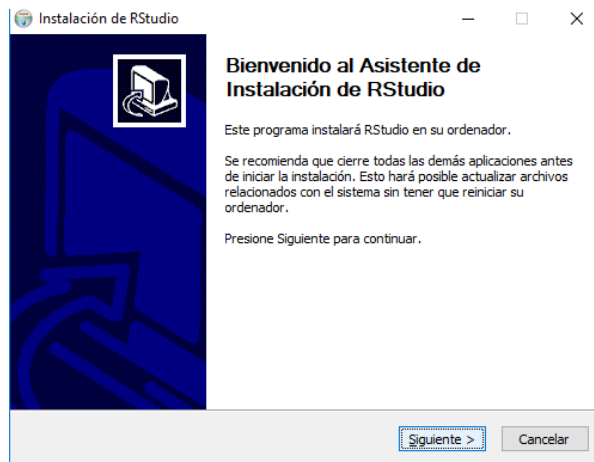 Instalación de RStudio
Bienvenido al Asistente de
Instalación de RStudio
Este programa instalará RStudio en su ordenador.
Se recomienda que cierre todas las demás aplicaciones antes
de iniciar la instalación. Esto hará posible actualizar archivos
relacionados con el sistema sin tener que reiniciar su
ordenador.
Presione Siguiente para continuar.
Siguiente >
Cancelar